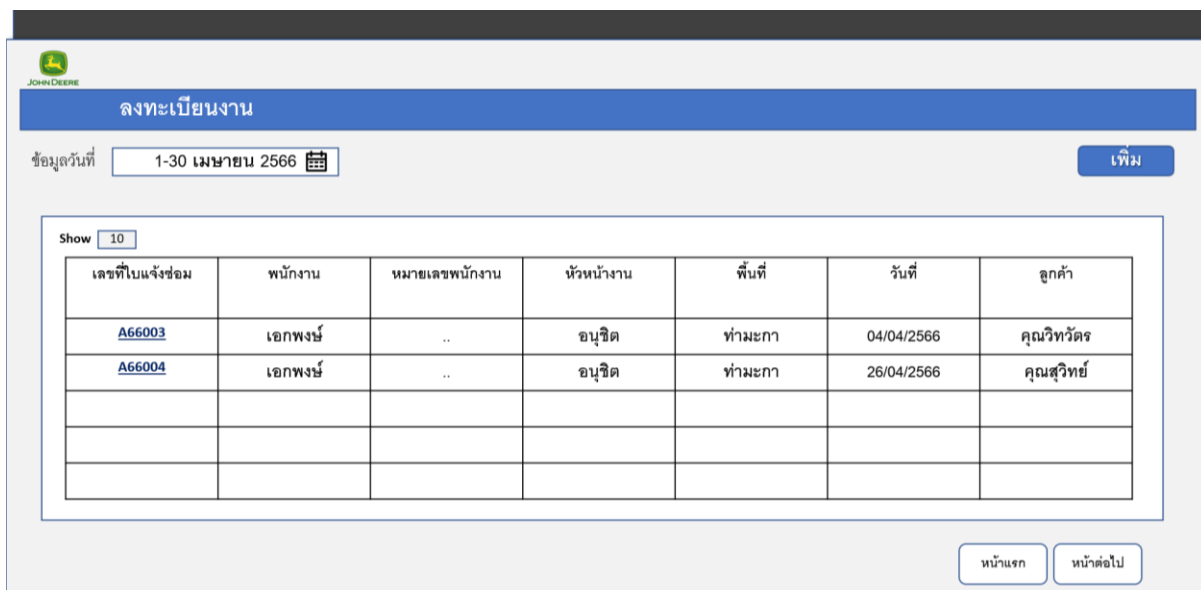 JOHN DEERE
ลงทะเบียนงาน
ข้อมูลวันที่ 1-30 เมษายน 2566 เพิ่ม
Show 10
เลขที่ใบแจ้งซ่อม พนักงาน หมายเลขพนักงาน หัวหน้างาน พื้นที่ วันที่ ลูกค้า
A66003 เอกพงษ์ .. อนุชิต ท่ามะกา 04/04/2566 คุณวิทวัตร
A66004 เอกพงษ์ .. อนุชิต ท่ามะกา 26/04/2566 คุณสุวิทย์
หน้าแรก หน้าต่อไป